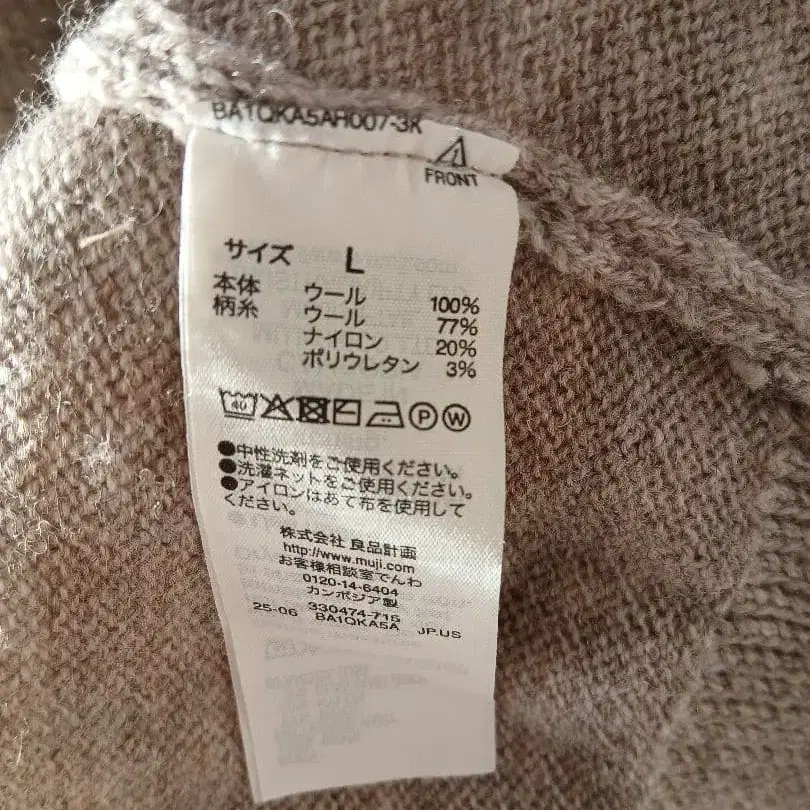 BA1QKA5AH007-3K
FRONT
サイズ L
本体 ウール 100%
柄糸 ウール 77%
ナイロン 20%
ポリウレタン 3%
40
P W
●中性洗剤をご使用ください。
●洗濯ネットをご使用ください。
●アイロンはあて布を使用して
ください。
株式会社 良品計画
http://www.muji.com
お客様相談室でんわ
0120-14-6404
カンボジア製
330474-715
25-06 BA1QKA5A JP.US